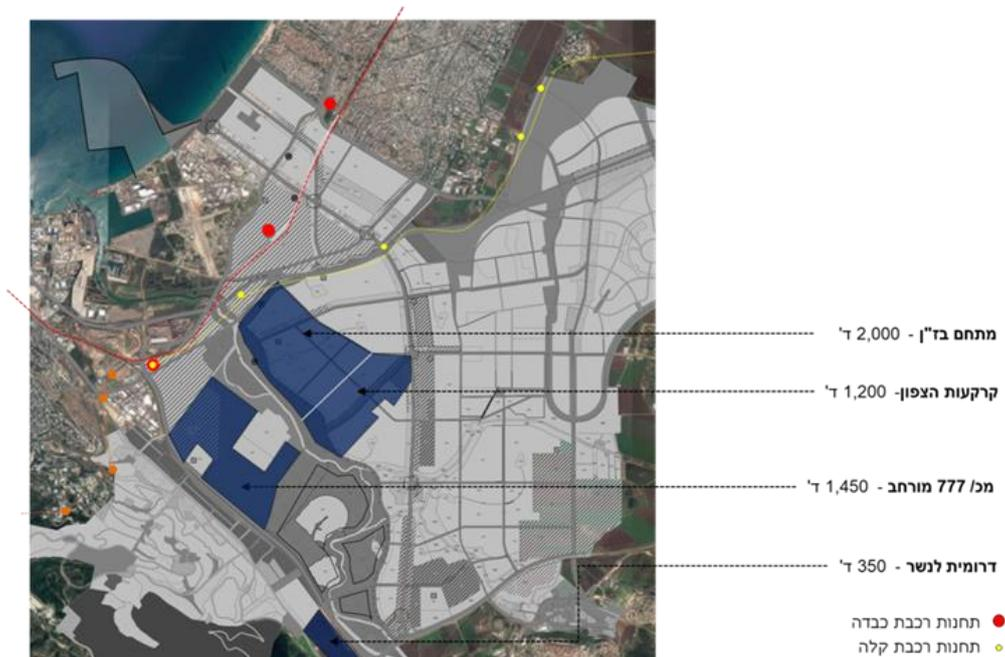 מתחם בז"ן - 2,000 ד'
קרקעות הצפון- 1,200 ד'
מכ/ 777 מורחב - 1,450 ד'
דרומית לנשר - 350 ד'
תחנות רכבת כבדה
תחנות רכבת קלה